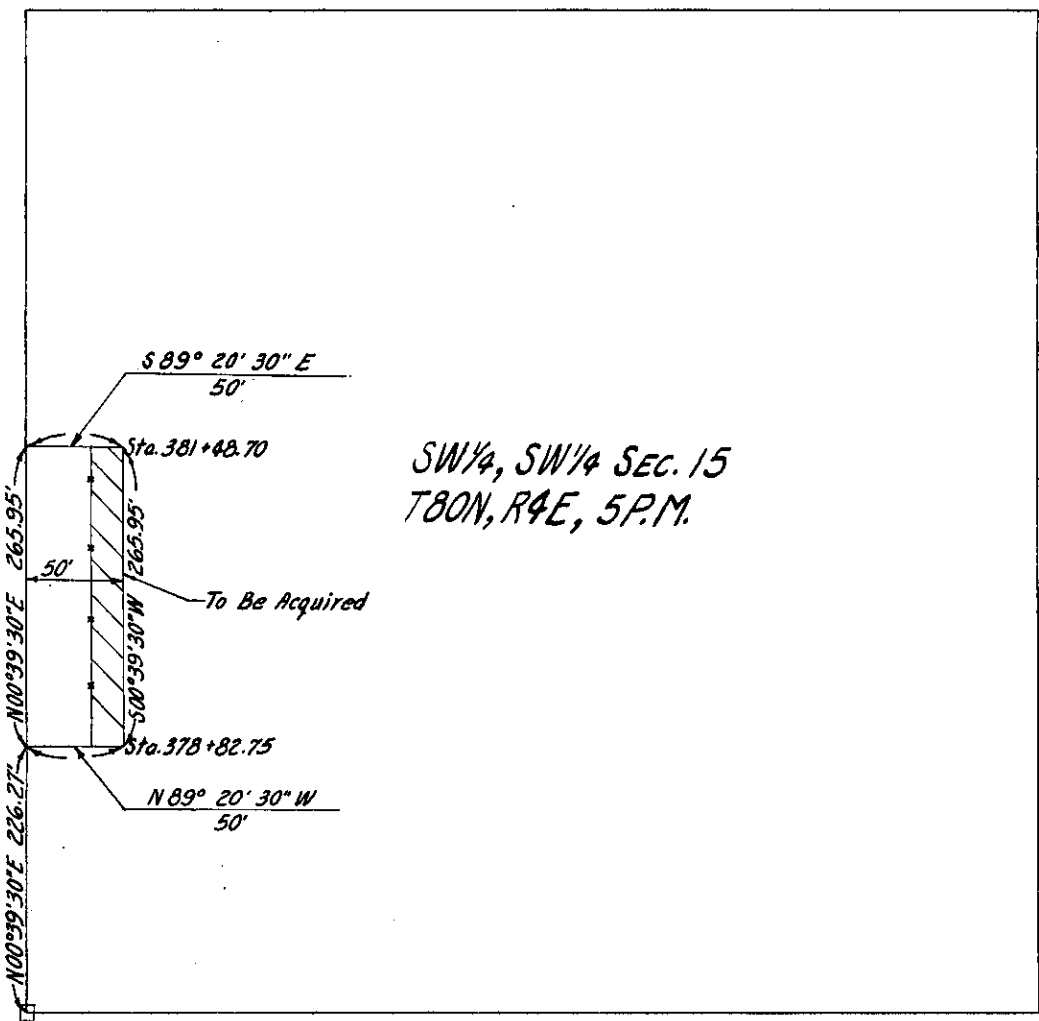 S 89° 20' 30" E
50'
Sta. 381+48.70
SW¼, SW¼ SEC. 15
T80N, R4E, 5P.M.
N00°39'30"E 265.95'
50'
S00°39'30"W 265.95'
To Be Acquired
Sta. 378+82.75
N 89° 20' 30" W
50'
N00°39'30"E 226.27'